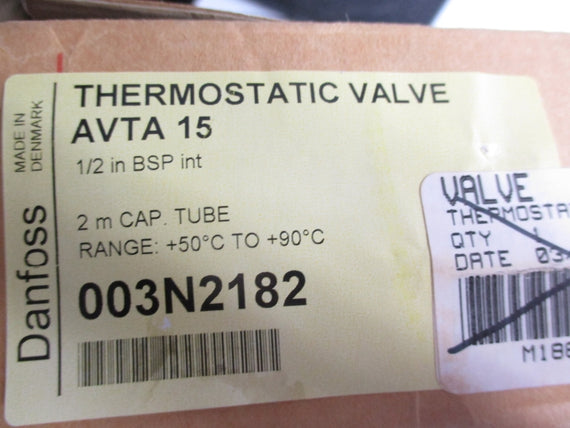 MADE IN
DENMARK
Danfoss
THERMOSTATIC VALVE
AVTA 15
1/2 in BSP int
2 m CAP. TUBE
RANGE: +50°C TO +90°C
003N2182
VALVE
QTY 1
DATE